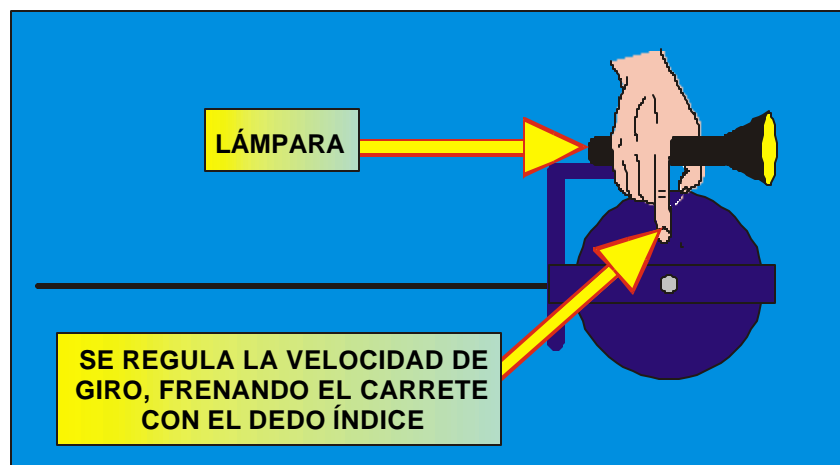 LÁMPARA
SE REGULA LA VELOCIDAD DE
GIRO, FRENANDO EL CARRETE
CON EL DEDO ÍNDICE